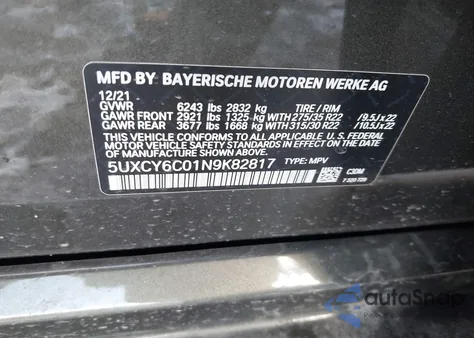 MFD BY BAYERISCHE MOTOREN WERKE AG
12/21
GVWR 6243 lbs 2832 kg TIRE / RIM
GAWR FRONT 2921 lbs 1325 kg 275/35 R22 /9.5Jx22
GAWR REAR 3677 lbs 1668 kg 315/30 R22 /10.5Jx22
THIS VEHICLE CONFORMS TO ALL APPLICABLE U. S. FEDERAL
MOTOR VEHICLE SAFETY
THEFT PREVENTION STANDARDS IN EFFECT ON THE DATE OF MANUFACTURE SHOWN ABOVE.
5UXCY6C01N9K82817 TYPE: MPV C3DM
autoSnap